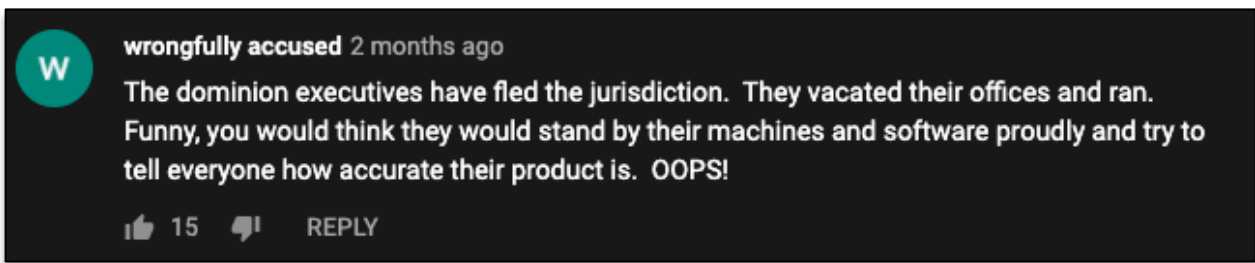 W
wrongfully accused 2 months ago
The dominion executives have fled the jurisdiction.  They vacated their offices and ran.
Funny, you would think they would stand by their machines and software proudly and try to
tell everyone how accurate their product is.  OOPS!
15 REPLY